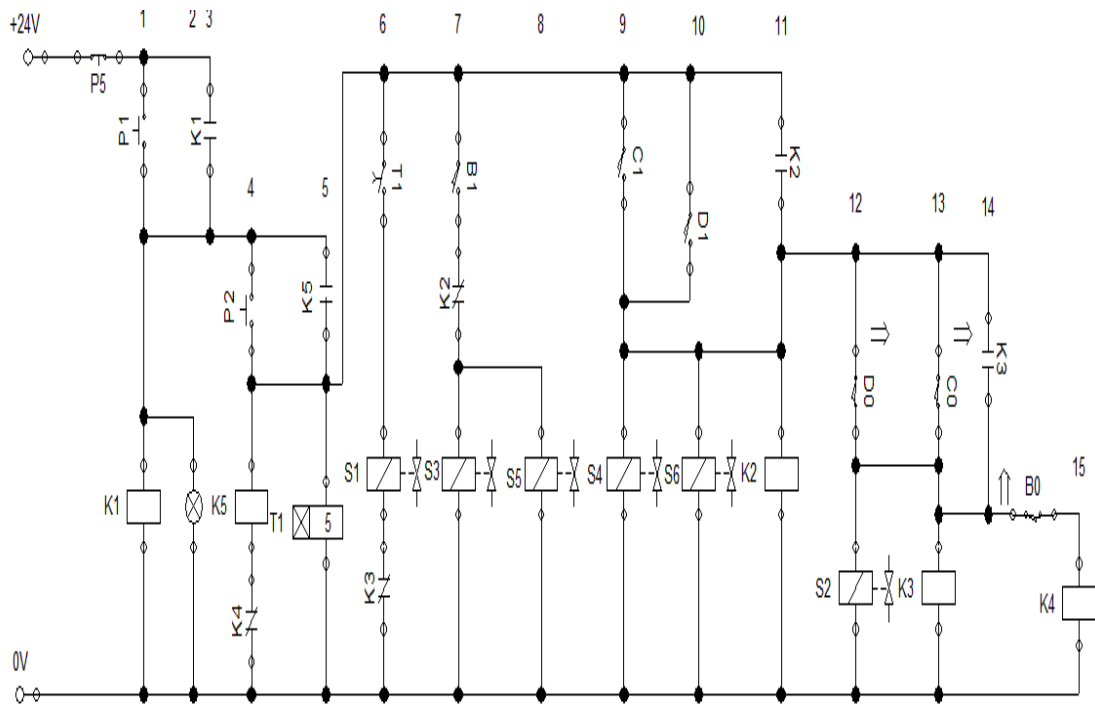 +24V 1 2 3 6 7 8 9 10 11
P5
P1 K1 T1 B1 C1 K2
4 5 12 13 14
D1
P2 K5 K2
K3
D0 C0
S1 S3 S5 S4 S6 K2
15
B0
K1 K5 T1 5
K3 S2 K3 K4
K4
0V